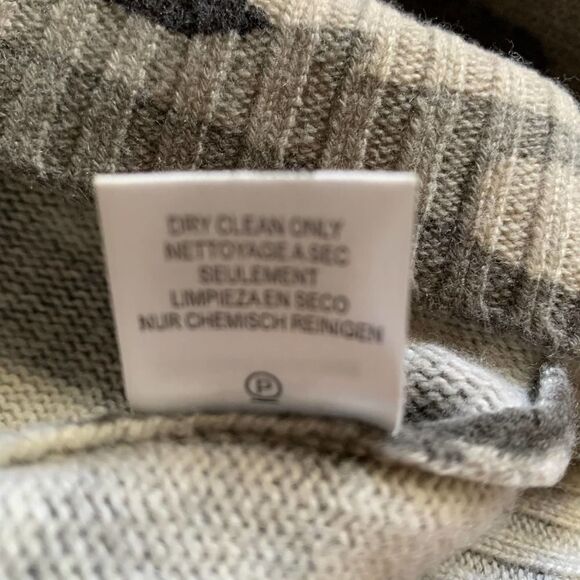 DRY CLEAN ONLY
NETTOYAGE A SEC
SEULEMENT
LIMPIEZA EN SECO
NUR CHEMISCH REINIGEN
P